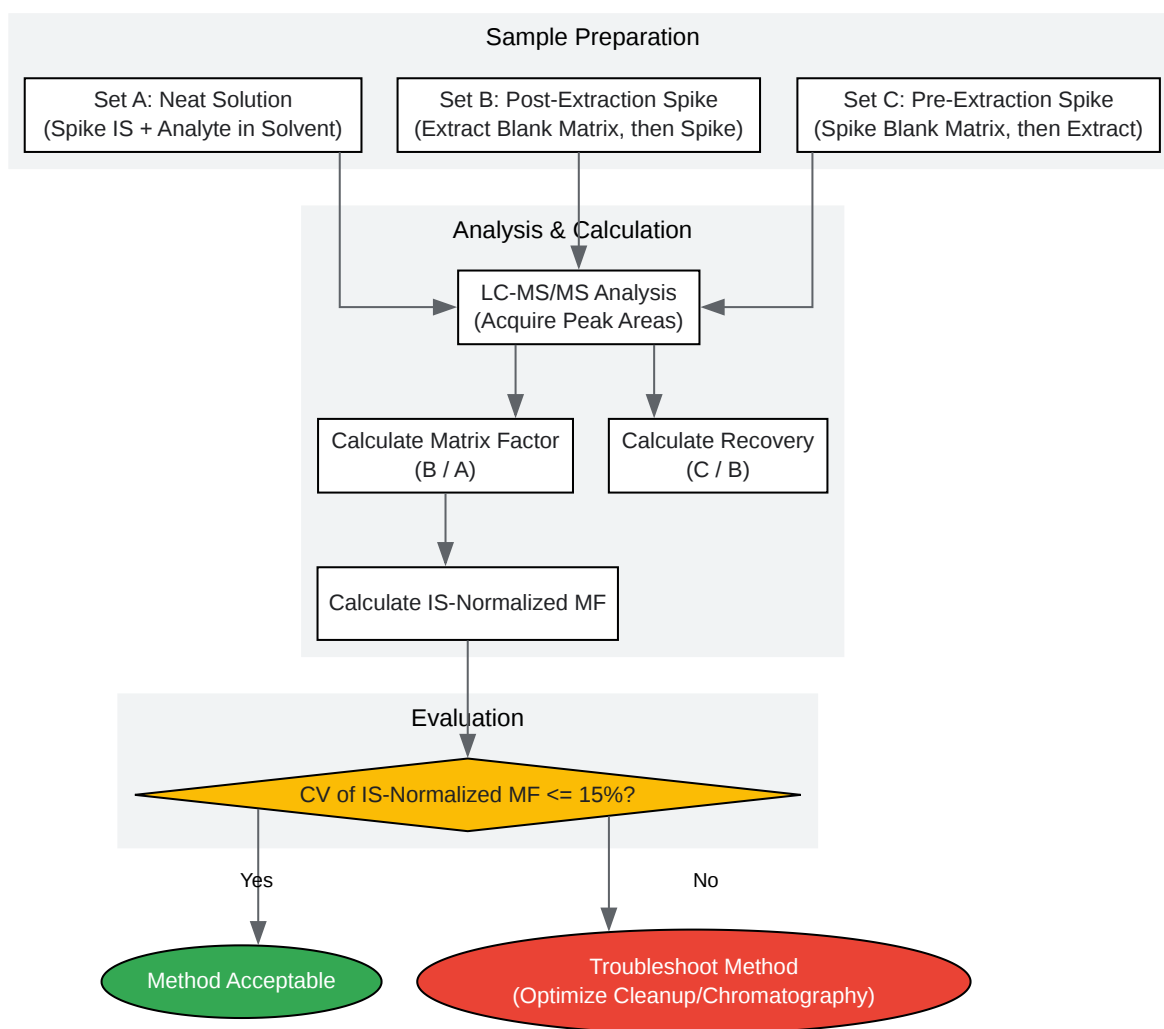 Sample Preparation
Set A: Neat Solution
(Spike IS + Analyte in Solvent)
Set B: Post-Extraction Spike
(Extract Blank Matrix, then Spike)
Set C: Pre-Extraction Spike
(Spike Blank Matrix, then Extract)
Analysis & Calculation
LC-MS/MS Analysis
(Acquire Peak Areas)
Calculate Matrix Factor
(B / A)
Calculate Recovery
(C / B)
Calculate IS-Normalized MF
Evaluation
CV of IS-Normalized MF <= 15%?
Yes
No
Method Acceptable
Troubleshoot Method
(Optimize Cleanup/Chromatography)